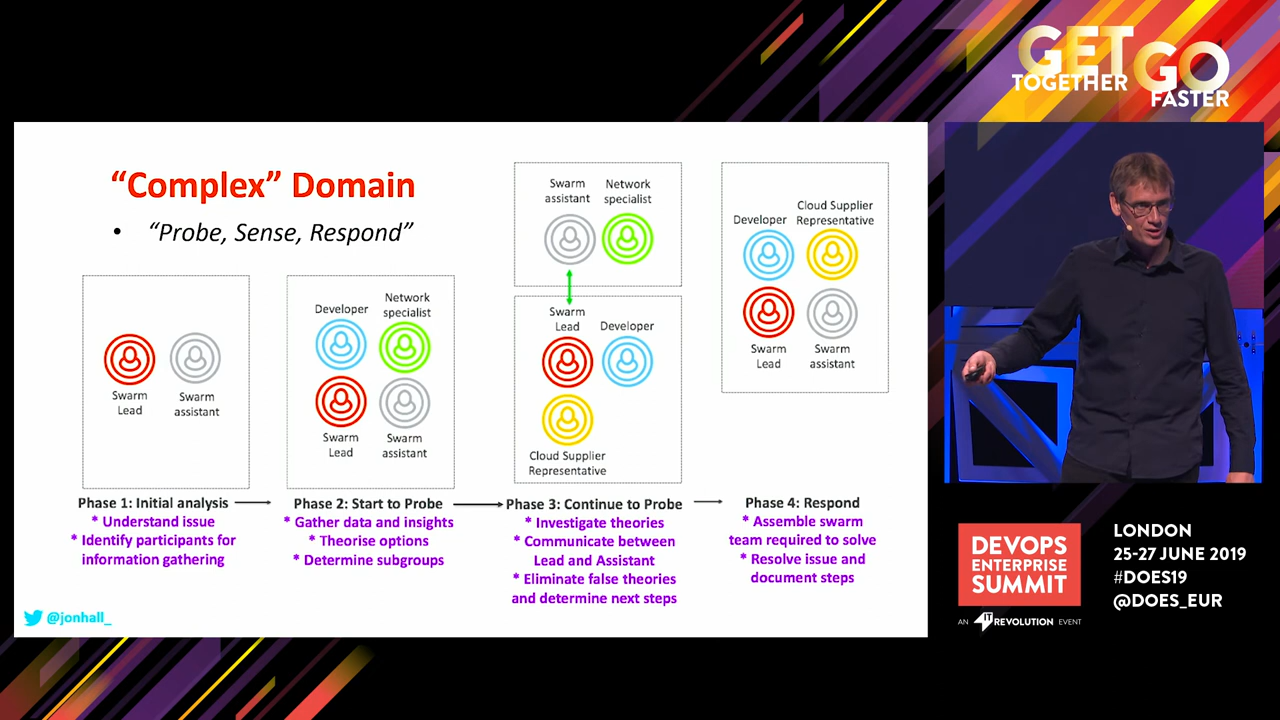 GET
TOGETHER
GO
FASTER
“Complex” Domain
• “Probe, Sense, Respond”
Swarm
Lead
Swarm
assistant
Phase 1: Initial analysis
* Understand issue
* Identify participants for
information gathering
Developer
Network
specialist
Swarm
Lead
Swarm
assistant
Phase 2: Start to Probe
* Gather data and insights
* Theorise options
* Determine subgroups
Swarm
assistant
Network
specialist
Swarm
Lead
Developer
Cloud Supplier
Representative
Phase 3: Continue to Probe
* Investigate theories
* Communicate between
Lead and Assistant
* Eliminate false theories
and determine next steps
Developer
Cloud Supplier
Representative
Swarm
Lead
Swarm
assistant
Phase 4: Respond
* Assemble swarm
team required to solve
* Resolve issue and
document steps
@jonhall_
DEVOPS
ENTERPRISE
SUMMIT
AN IT REVOLUTION EVENT
LONDON
25-27 JUNE 2019
#DOES19
@DOES_EUR